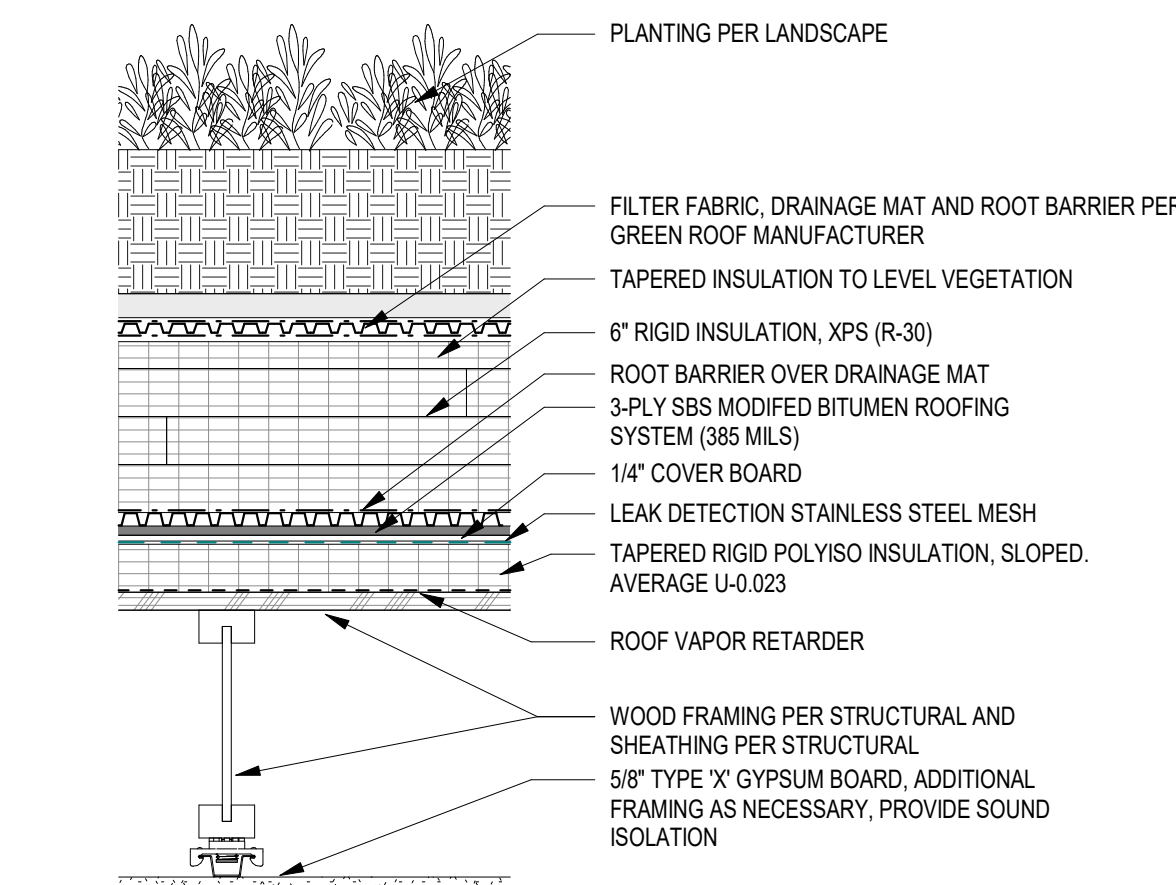 PLANTING PER LANDSCAPE
FILTER FABRIC, DRAINAGE MAT AND ROOT BARRIER PER
GREEN ROOF MANUFACTURER
TAPERED INSULATION TO LEVEL VEGETATION
6" RIGID INSULATION, XPS (R-30)
ROOT BARRIER OVER DRAINAGE MAT
3-PLY SBS MODIFED BITUMEN ROOFING
SYSTEM (385 MILS)
1/4" COVER BOARD
LEAK DETECTION STAINLESS STEEL MESH
TAPERED RIGID POLYISO INSULATION, SLOPED.
AVERAGE U-0.023
ROOF VAPOR RETARDER
WOOD FRAMING PER STRUCTURAL AND
SHEATHING PER STRUCTURAL
5/8" TYPE 'X' GYPSUM BOARD, ADDITIONAL
FRAMING AS NECESSARY, PROVIDE SOUND
ISOLATION